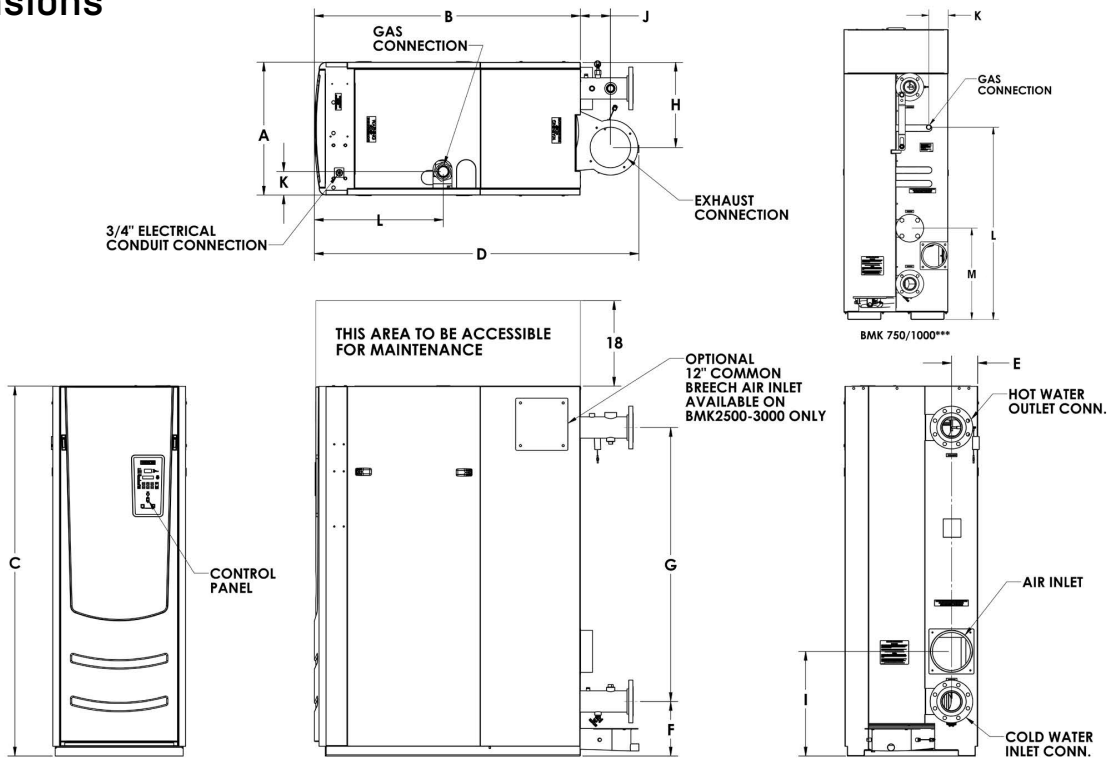 nsions
B
J
GAS
CONNECTION
A
K
H
L
D
3/4" ELECTRICAL
CONDUIT CONNECTION
EXHAUST
CONNECTION
K
GAS
CONNECTION
L
M
BMK 750/1000***
THIS AREA TO BE ACCESSIBLE
FOR MAINTENANCE
18
OPTIONAL
12" COMMON
BREECH AIR INLET
AVAILABLE ON
BMK2500-3000 ONLY
E
HOT WATER
OUTLET CONN.
C
CONTROL
PANEL
G
F
AIR INLET
I
COLD WATER
INLET CONN.